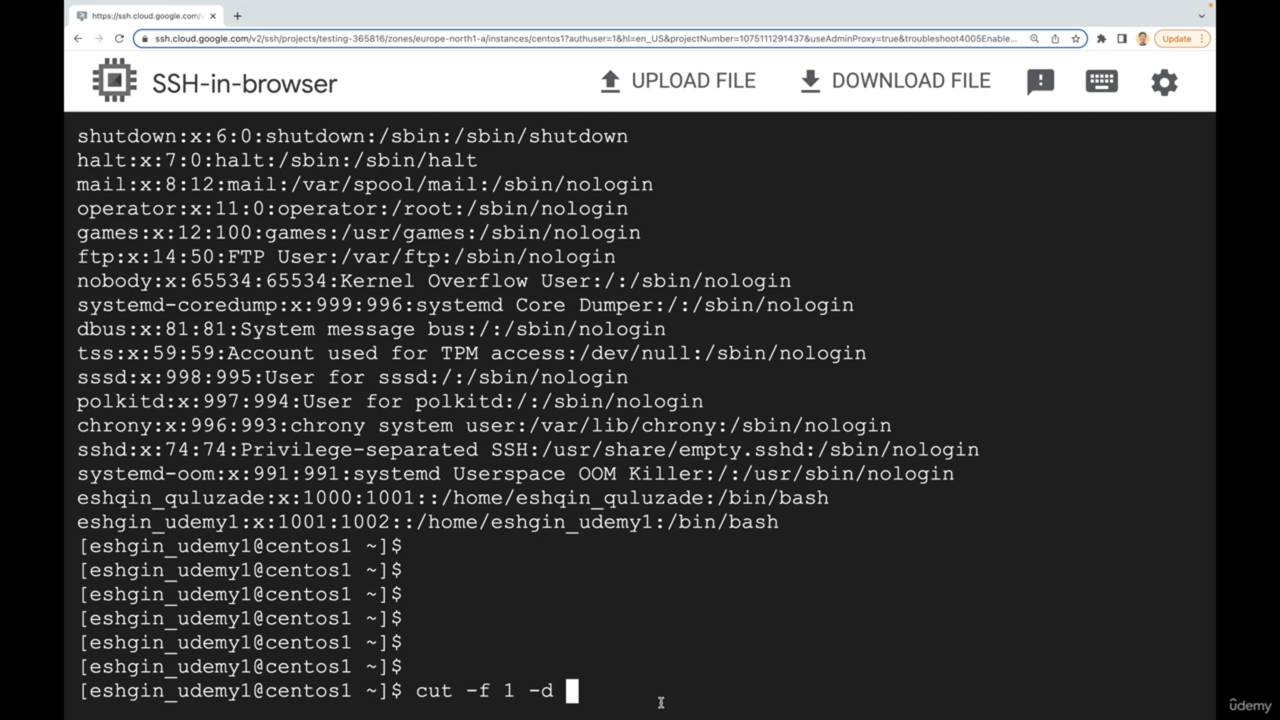 https://ssh.cloud.google.com/v
ssh.cloud.google.com/v2/ssh/projects/testing-365816/zones/europe-north1-a/instances/centos1?authuser=1&hl=en_US&projectNumber=1075111291437&useAdminProxy=true&troubleshoot4005Enable...
Update
SSH-in-browser
UPLOAD FILE
DOWNLOAD FILE
shutdown:x:6:0:shutdown:/sbin:/sbin/shutdown
halt:x:7:0:halt:/sbin:/sbin/halt
mail:x:8:12:mail:/var/spool/mail:/sbin/nologin
operator:x:11:0:operator:/root:/sbin/nologin
games:x:12:100:games:/usr/games:/sbin/nologin
ftp:x:14:50:FTP User:/var/ftp:/sbin/nologin
nobody:x:65534:65534:Kernel Overflow User:/:/sbin/nologin
systemd-coredump:x:999:996:systemd Core Dumper:/:/sbin/nologin
dbus:x:81:81:System message bus:/:/sbin/nologin
tss:x:59:59:Account used for TPM access:/dev/null:/sbin/nologin
sssd:x:998:995:User for sssd:/:/sbin/nologin
polkitd:x:997:994:User for polkitd:/:/sbin/nologin
chrony:x:996:993:chrony system user:/var/lib/chrony:/sbin/nologin
sshd:x:74:74:Privilege-separated SSH:/usr/share/empty.sshd:/sbin/nologin
systemd-oom:x:991:991:systemd Userspace OOM Killer:/:/usr/sbin/nologin
eshqin_quluzade:x:1000:1001::/home/eshqin_quluzade:/bin/bash
eshgin_udemy1:x:1001:1002::/home/eshgin_udemy1:/bin/bash
[eshgin_udemy1@centos1 ~]$
[eshgin_udemy1@centos1 ~]$
[eshgin_udemy1@centos1 ~]$
[eshgin_udemy1@centos1 ~]$
[eshgin_udemy1@centos1 ~]$
[eshgin_udemy1@centos1 ~]$
[eshgin_udemy1@centos1 ~]$ cut -f 1 -d
ûdemy